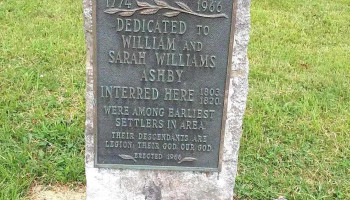 1774 1966
DEDICATED TO
WILLIAM AND
SARAH WILLIAMS
ASHBY
INTERRED HERE 1803 1820
WERE AMONG EARLIEST
SETTLERS IN AREA
THEIR DESCENDANTS ARE
LEGION; THEIR GOD, OUR GOD.
ERECTED 1966